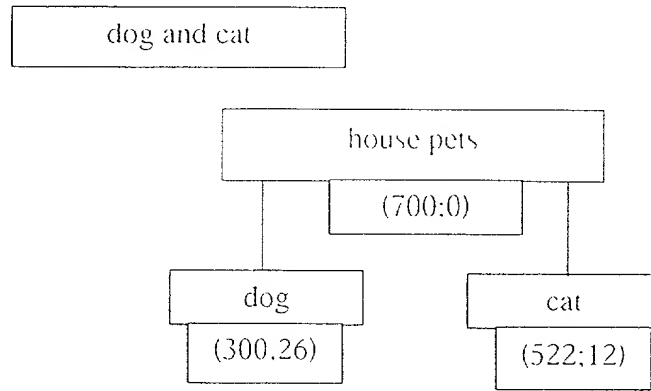 dog and cat
house pets
(700;0)
dog
cat
(300,26)
(522;12)